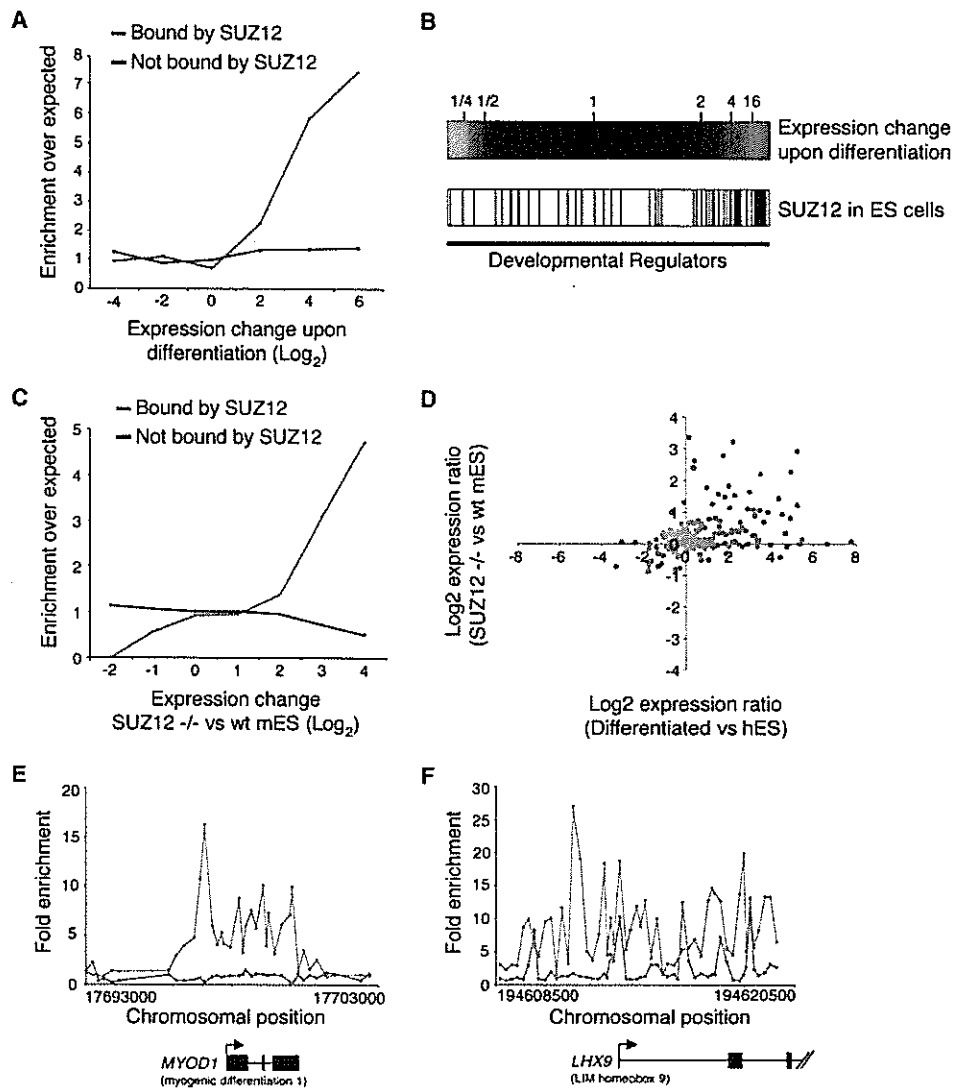 A
Bound by SUZ12
Not bound by SUZ12
Enrichment over expected
8
7
6
5
4
3
2
1
0
-4 -2 0 2 4 6
Expression change upon
differentiation (Log2)
B
1/4 1/2 1 2 4 16
Expression change
upon differentiation
SUZ12 in ES cells
Developmental Regulators
C
Bound by SUZ12
Not bound by SUZ12
Enrichment over expected
5
4
3
2
1
0
-2 -1 0 1 2 3 4
Expression change
SUZ12 -/- vs wt mES (Log2)
D
Log2 expression ratio
(SUZ12 -/- vs wt mES)
4
3
2
1
0
-1
-2
-3
-4
-8 -6 -4 -2 0 2 4 6 8
Log2 expression ratio
(Differentiated vs hES)
E
Fold enrichment
20
15
10
5
0
17693000 17703000
Chromosomal position
MYOD1
(myogenic differentiation 1)
F
Fold enrichment
30
25
20
15
10
5
0
194608500 194620500
Chromosomal position
LHX9
(LIM homeobox 9)